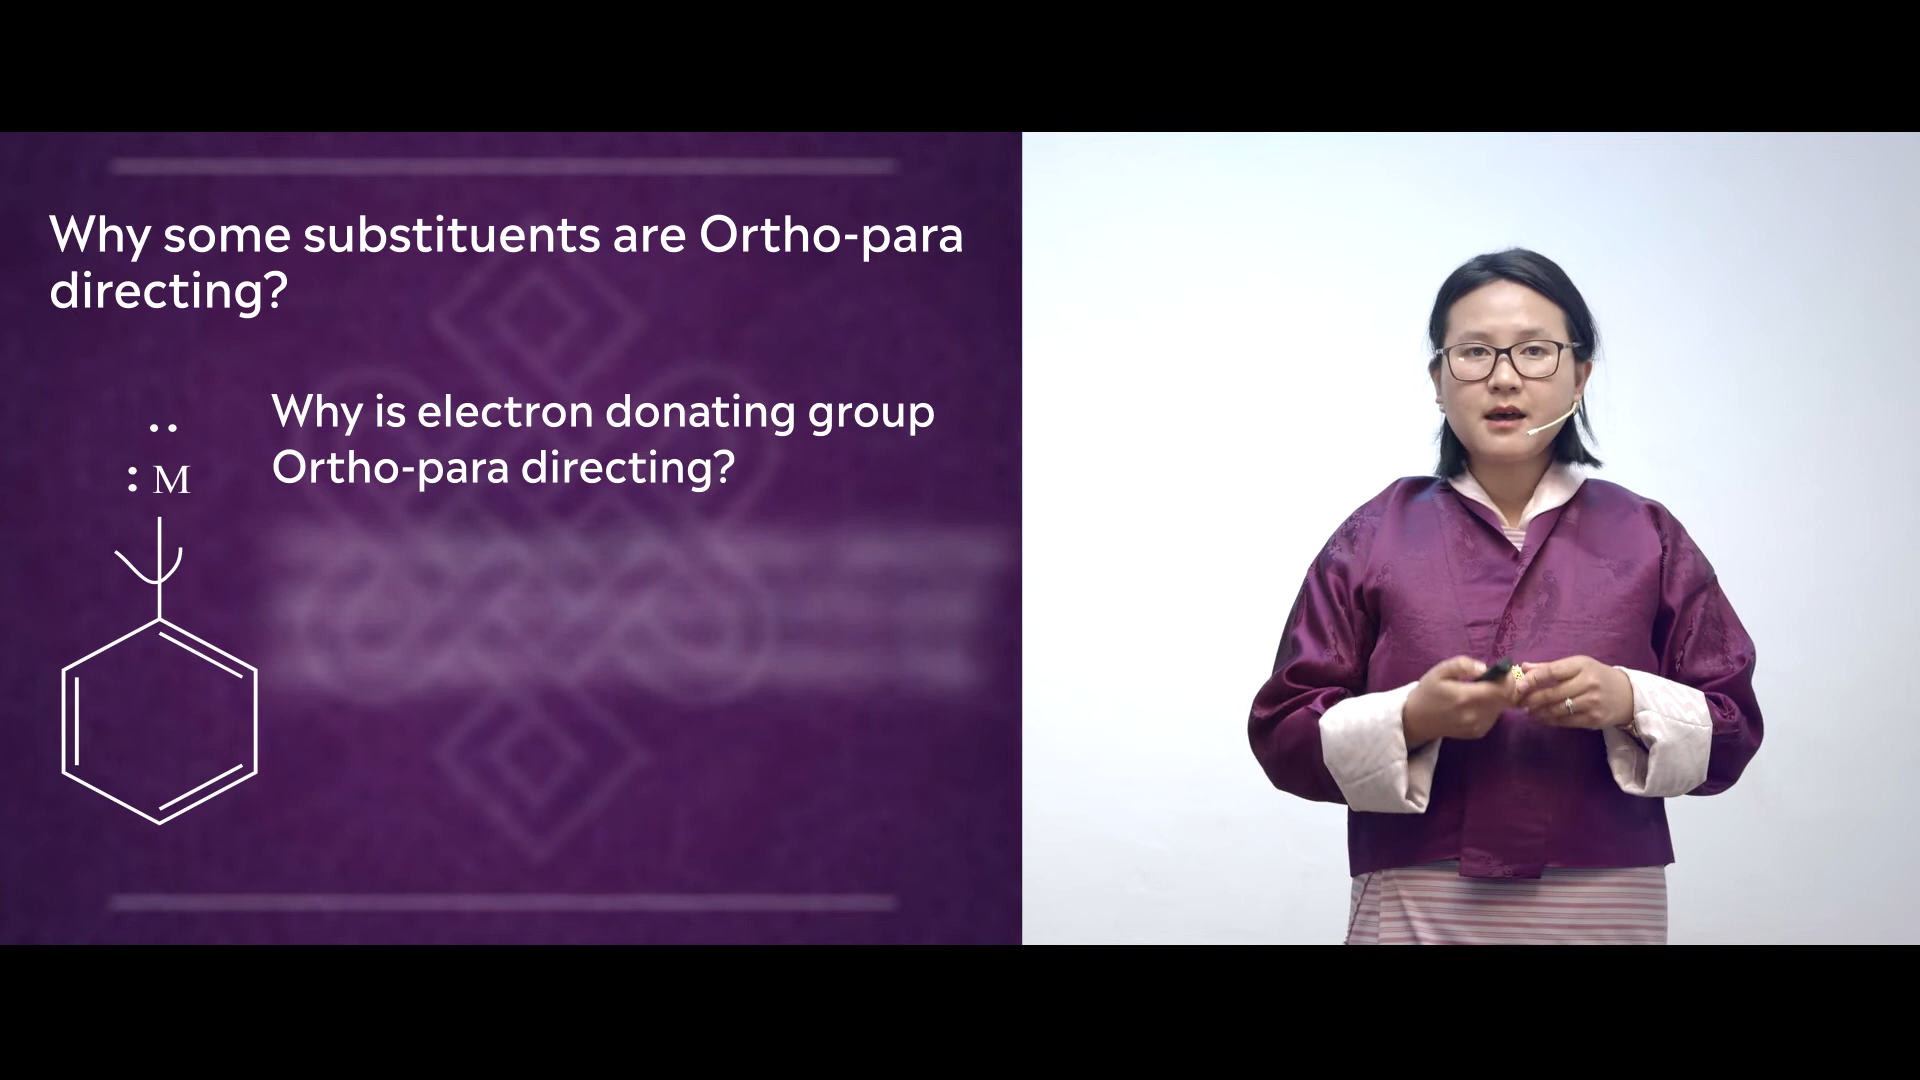 Why some substituents are Ortho-para
directing?
Why is electron donating group
Ortho-para directing?
:M